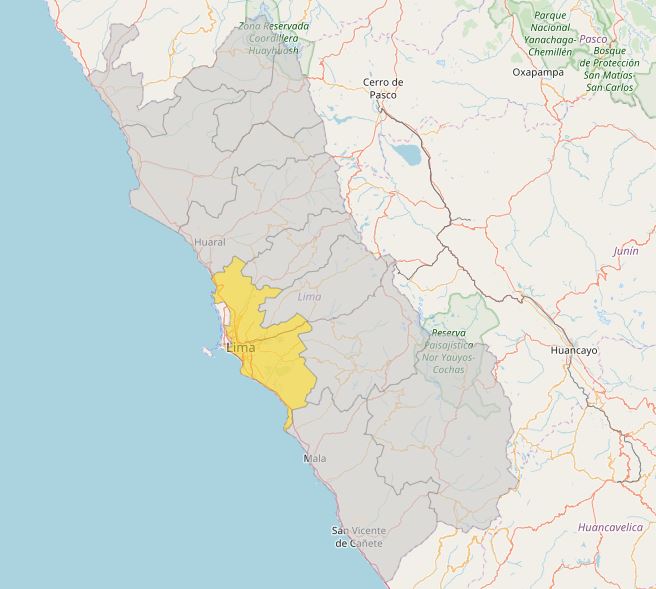 Zona Reservada
Cordillera
Huayhuash
Parque
Nacional
Yanachaga-
Chemillén
Pasco
Bosque
de Protección
San Matías
San Carlos
Oxapampa
Cerro de
Pasco
Huaral
Junín
Lima
Lima
Reserva
Paisajística
Nor Yauyos-
Cochas
Huancayo
Mala
San Vicente
de Cañete
Huancavelica